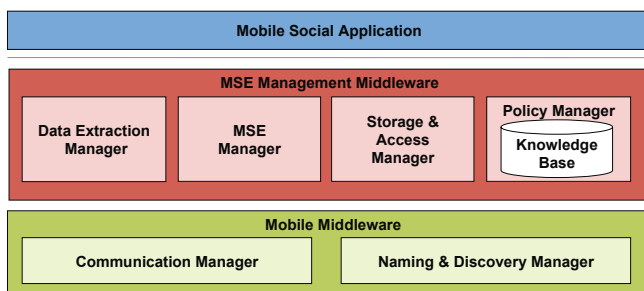 Mobile Social Application
MSE Management Middleware
Data Extraction
Manager
MSE
Manager
Storage &
Access
Manager
Policy Manager
Knowledge
Base
Mobile Middleware
Communication Manager
Naming & Discovery Manager